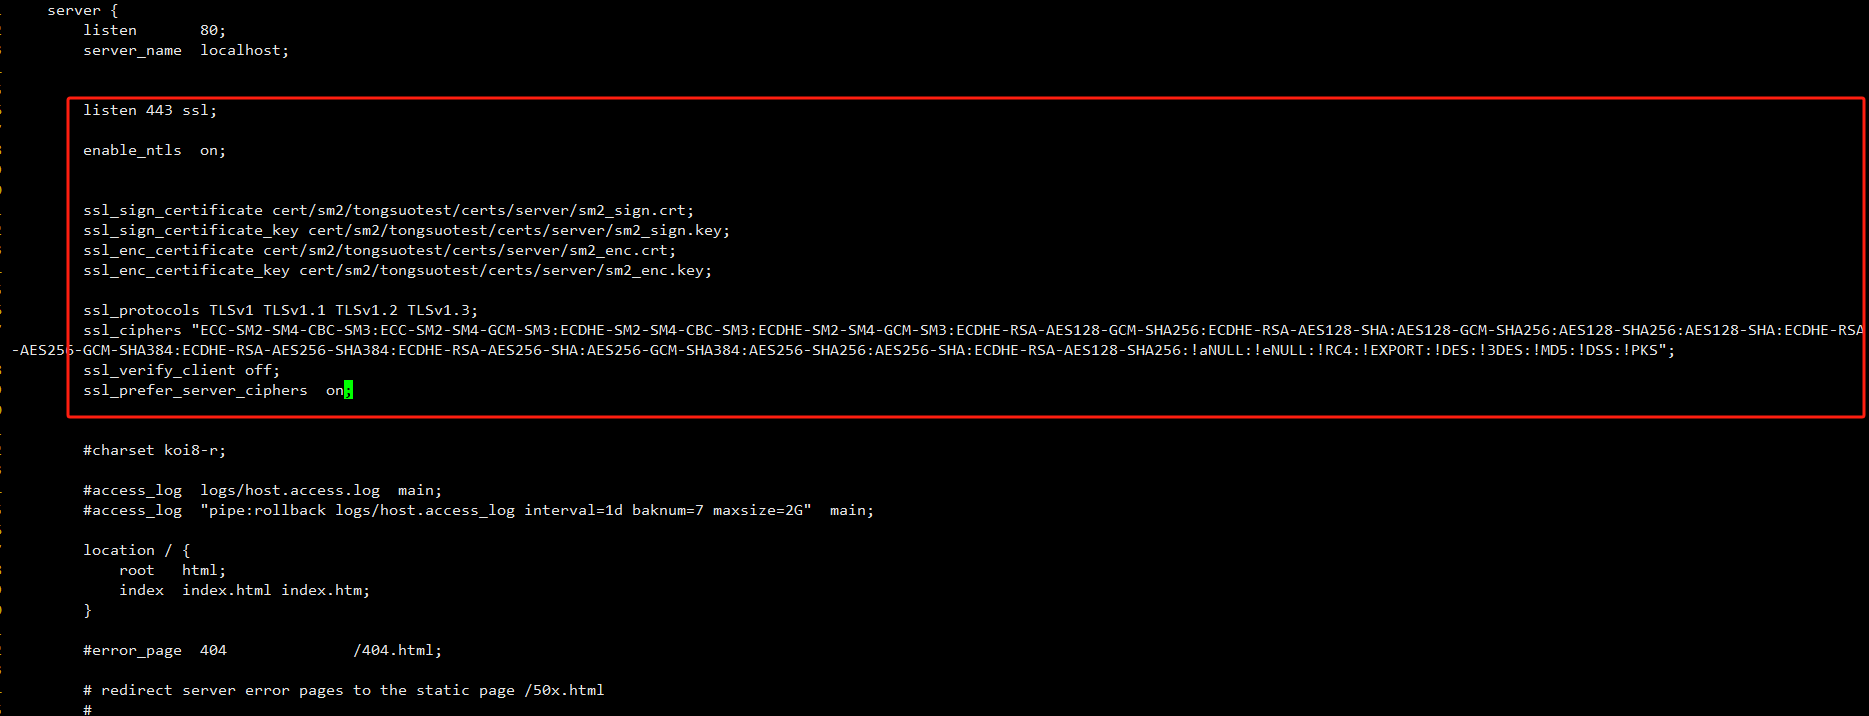 server {
listen 80;
server_name localhost;
listen 443 ssl;
enable_ntls on;
ssl_sign_certificate cert/sm2/tongsuotest/certs/server/sm2_sign.crt;
ssl_sign_certificate_key cert/sm2/tongsuotest/certs/server/sm2_sign.key;
ssl_enc_certificate cert/sm2/tongsuotest/certs/server/sm2_enc.crt;
ssl_enc_certificate_key cert/sm2/tongsuotest/certs/server/sm2_enc.key;
ssl_protocols TLSv1 TLSv1.1 TLSv1.2 TLSv1.3;
ssl_ciphers "ECC-SM2-SM4-CBC-SM3:ECC-SM2-SM4-GCM-SM3:ECDHE-SM2-SM4-CBC-SM3:ECDHE-SM2-SM4-GCM-SM3:ECDHE-RSA-AES128-GCM-SHA256:ECDHE-RSA-AES128-SHA:AES128-GCM-SHA256:AES128-SHA256:AES128-SHA:ECDHE-RSA
-AES256-GCM-SHA384:ECDHE-RSA-AES256-SHA384:ECDHE-RSA-AES256-SHA:AES256-GCM-SHA384:AES256-SHA256:AES256-SHA:ECDHE-RSA-AES128-SHA256:!aNULL:!eNULL:!RC4:!EXPORT:!DES:!3DES:!MD5:!DSS:!PKS";
ssl_verify_client off;
ssl_prefer_server_ciphers on;
#charset koi8-r;
#access_log logs/host.access.log main;
#access_log "pipe:rollback logs/host.access_log interval=1d baknum=7 maxsize=2G" main;
location / {
root html;
index index.html index.htm;
}
#error_page 404 /404.html;
# redirect server error pages to the static page /50x.html
#